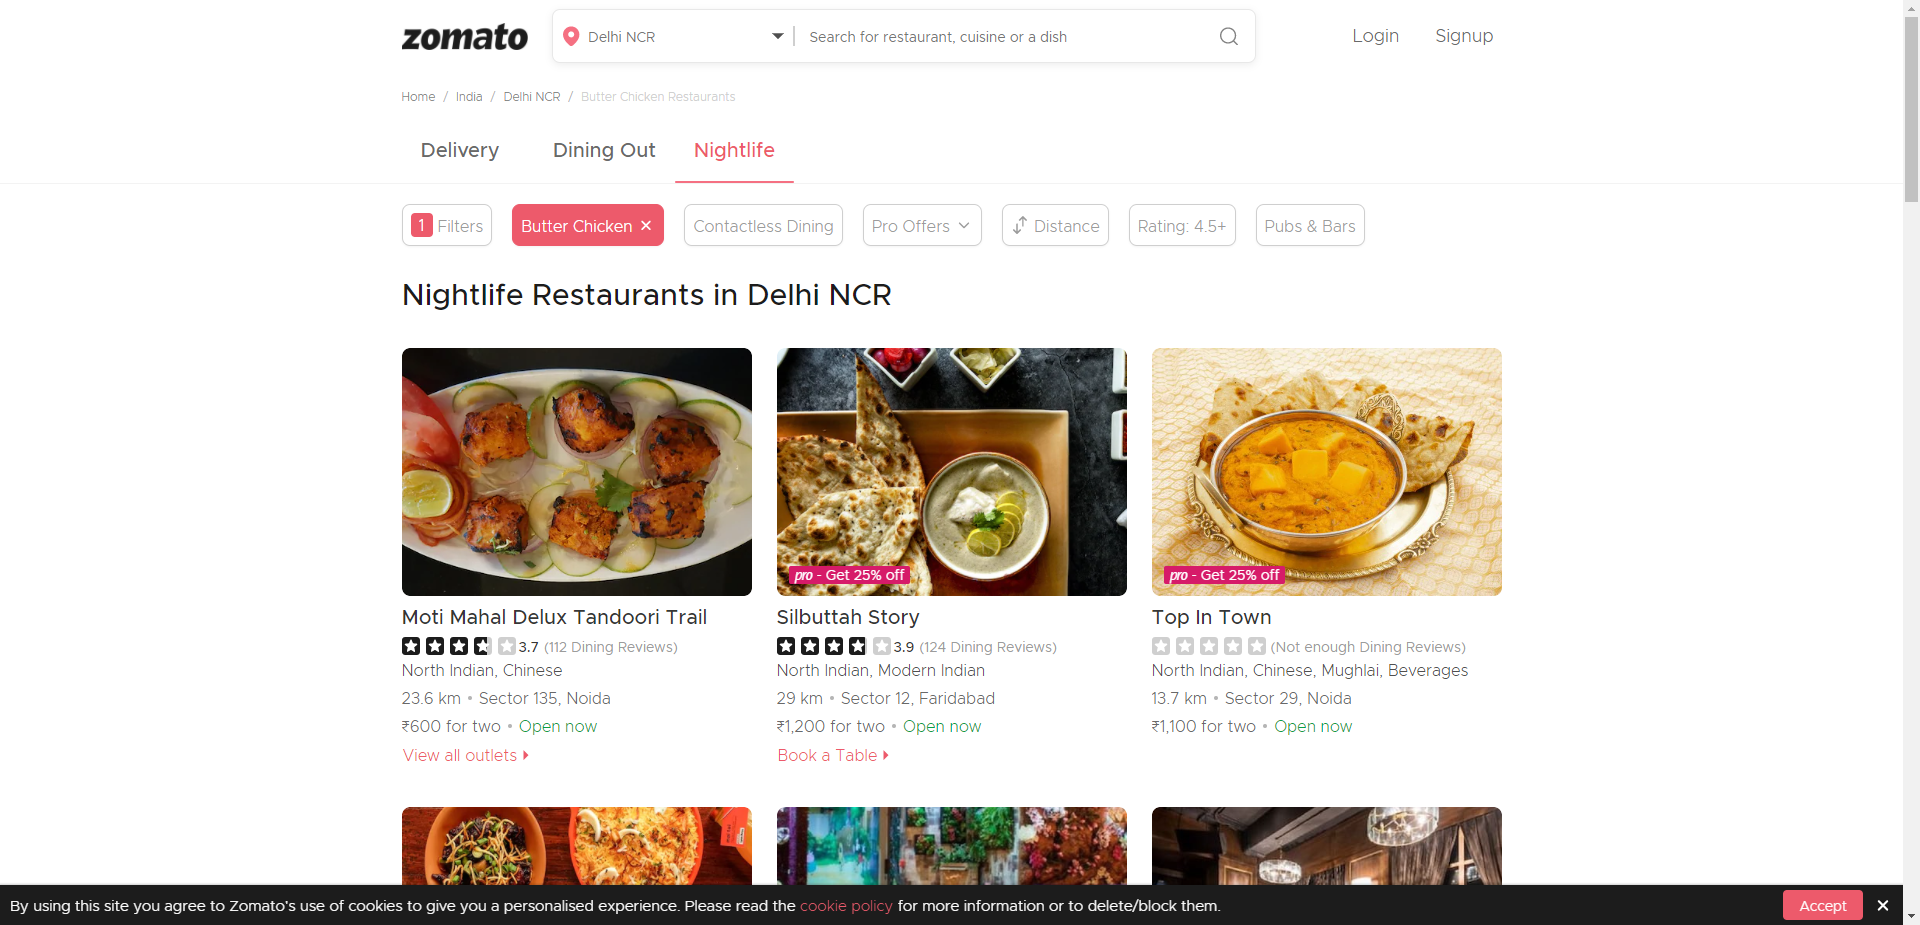 zomato
Delhi NCR
Search for restaurant, cuisine or a dish
Login
Signup
Home / India / Delhi NCR / Butter Chicken Restaurants
Delivery
Dining Out
Nightlife
1 Filters
Butter Chicken
Contactless Dining
Pro Offers
Distance
Rating: 4.5+
Pubs & Bars
Nightlife Restaurants in Delhi NCR
Moti Mahal Delux Tandoori Trail
3.7 (112 Dining Reviews)
North Indian, Chinese
23.6 km • Sector 135, Noida
₹600 for two • Open now
View all outlets
pro - Get 25% off
Silbuttah Story
3.9 (124 Dining Reviews)
North Indian, Modern Indian
29 km • Sector 12, Faridabad
₹1,200 for two • Open now
Book a Table
pro - Get 25% off
Top In Town
(Not enough Dining Reviews)
North Indian, Chinese, Mughlai, Beverages
13.7 km • Sector 29, Noida
₹1,100 for two • Open now
By using this site you agree to Zomato's use of cookies to give you a personalised experience. Please read the cookie policy for more information or to delete/block them.
Accept